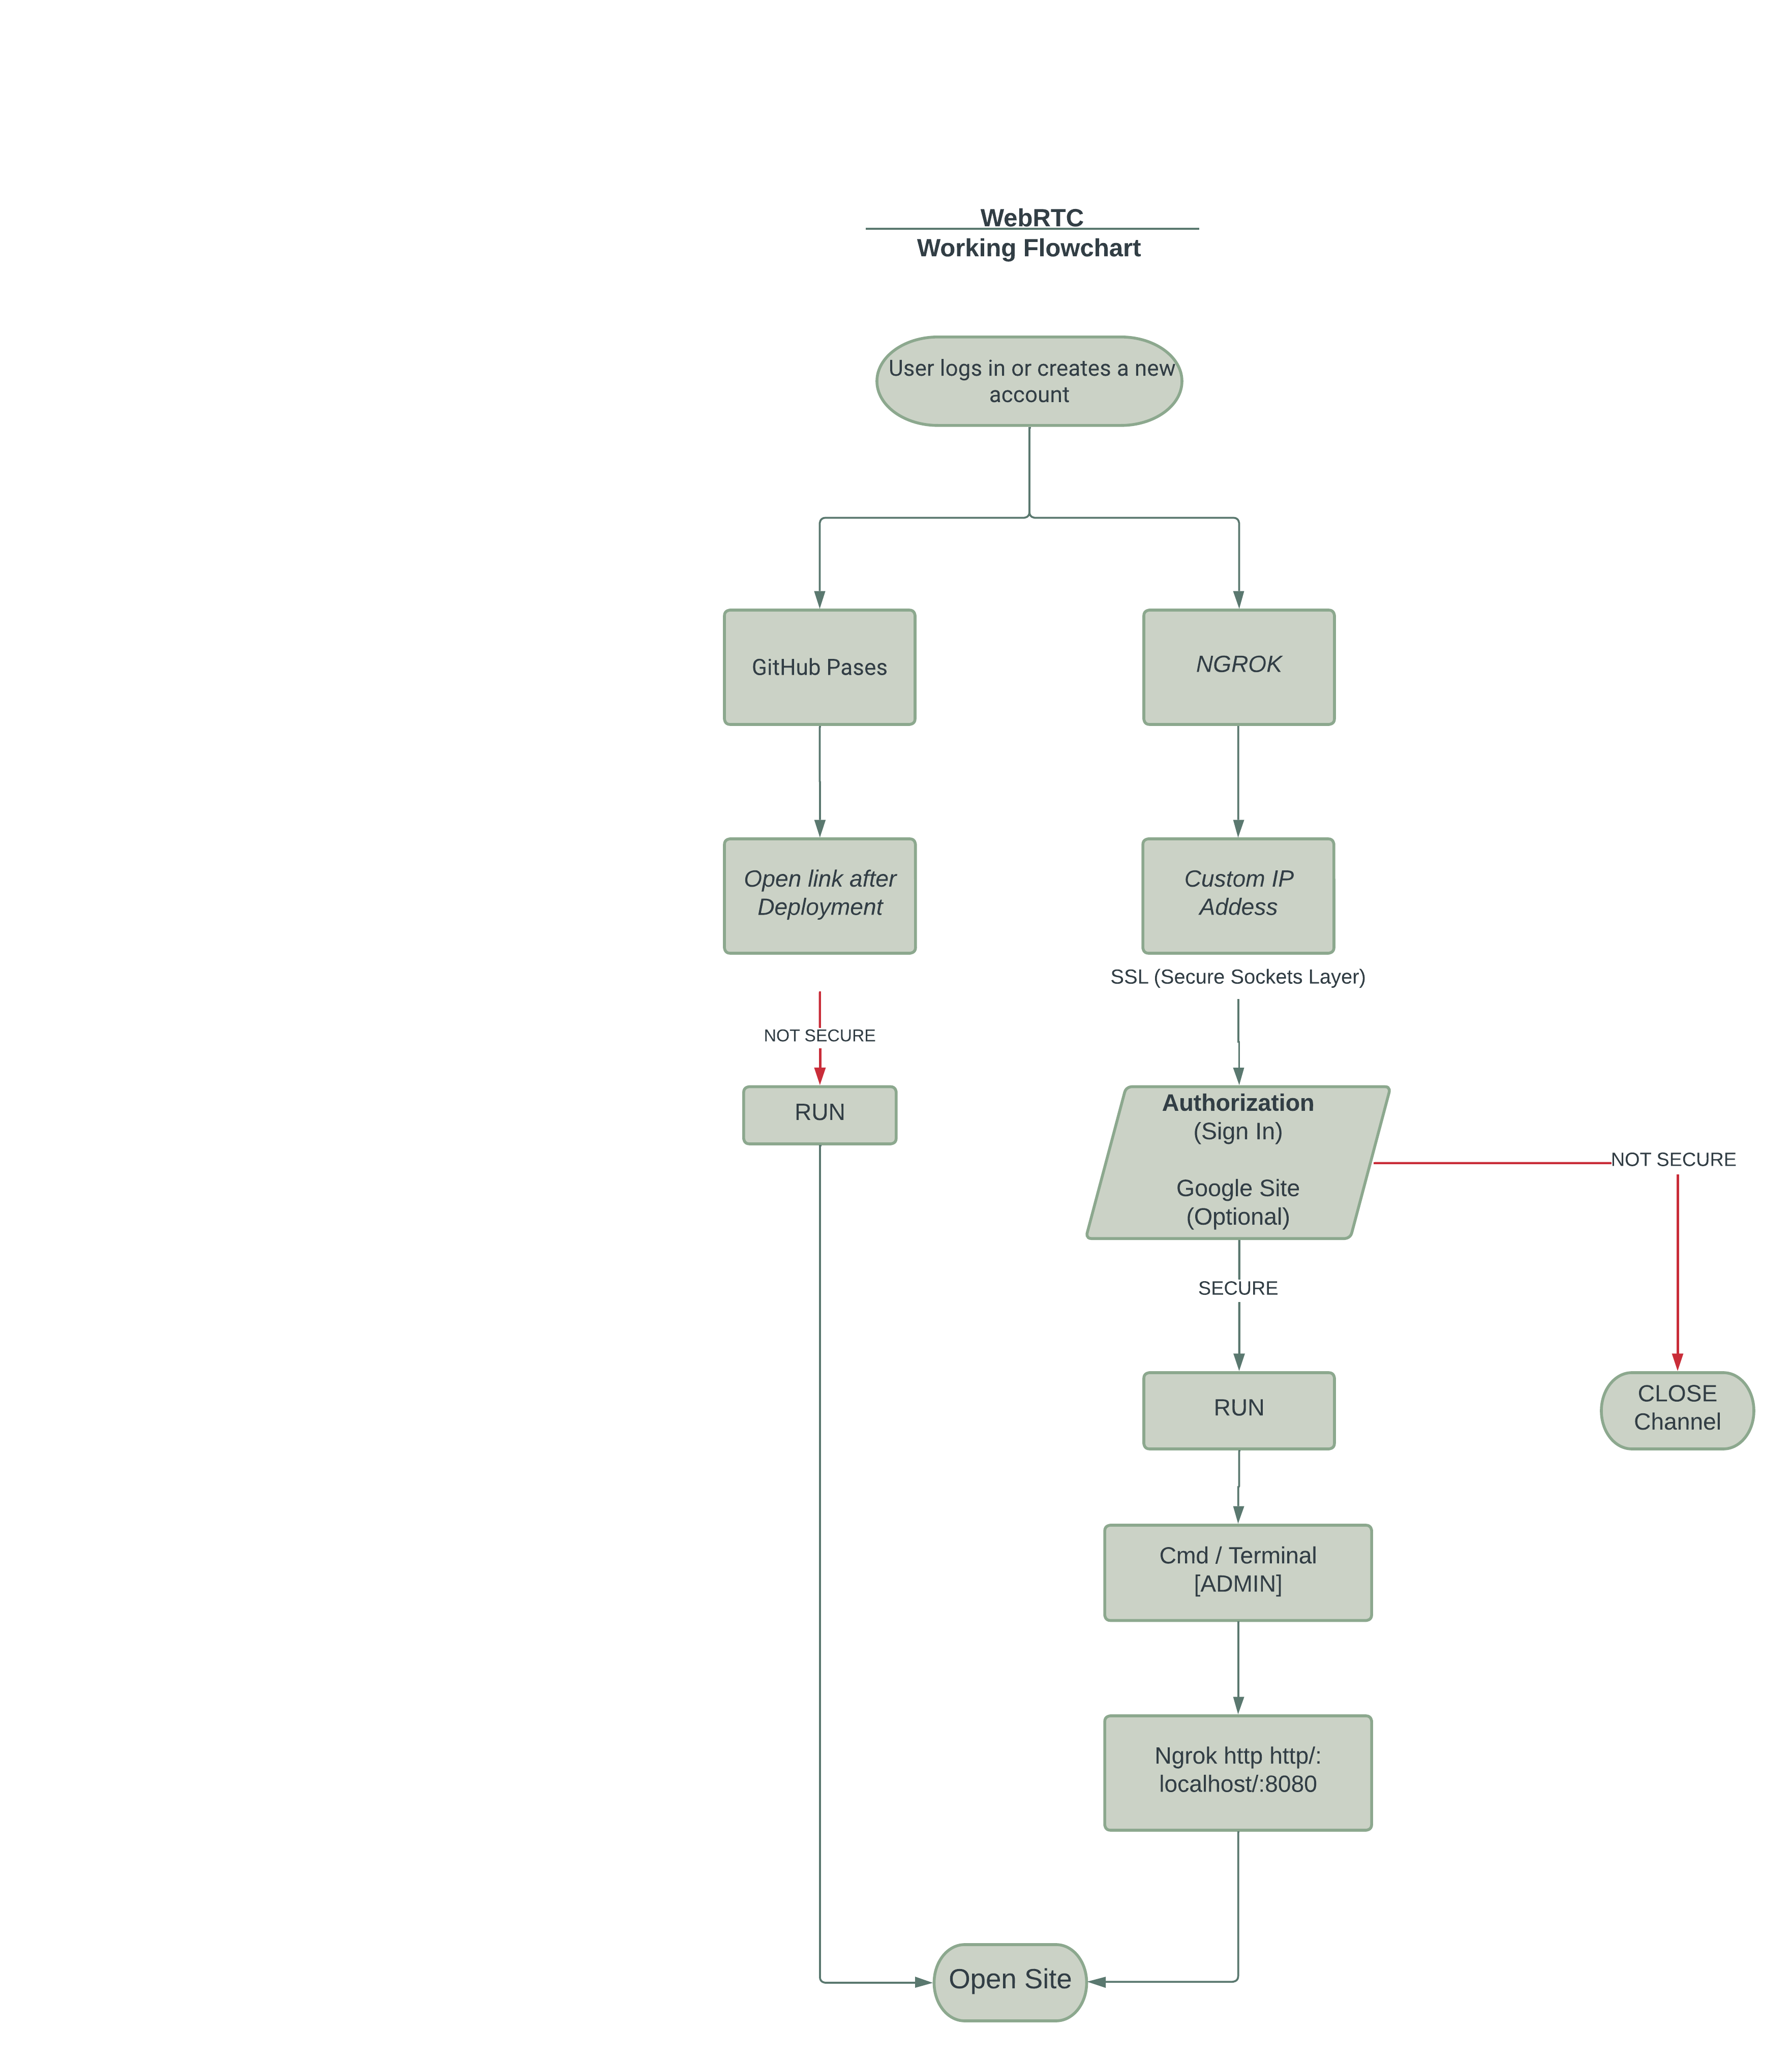 WebRTC
Working Flowchart
User logs in or creates a new
account
GitHub Pases
NGROK
Open link after
Deployment
Custom IP
Addess
SSL (Secure Sockets Layer)
NOT SECURE
RUN
Authorization
(Sign In)
Google Site
(Optional)
NOT SECURE
SECURE
RUN
CLOSE
Channel
Cmd / Terminal
[ADMIN]
Ngrok http http/:
localhost/:8080
Open Site